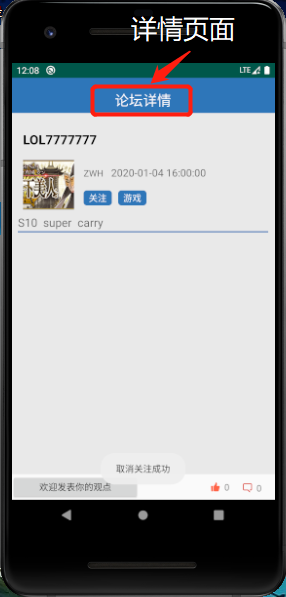 详情页面
12:08 LTE
论坛详情
LOL7777777
美人
ZWH 2020-01-04 16:00:00
关注 游戏
S10 super carry
取消关注成功
欢迎发表你的观点 0 0